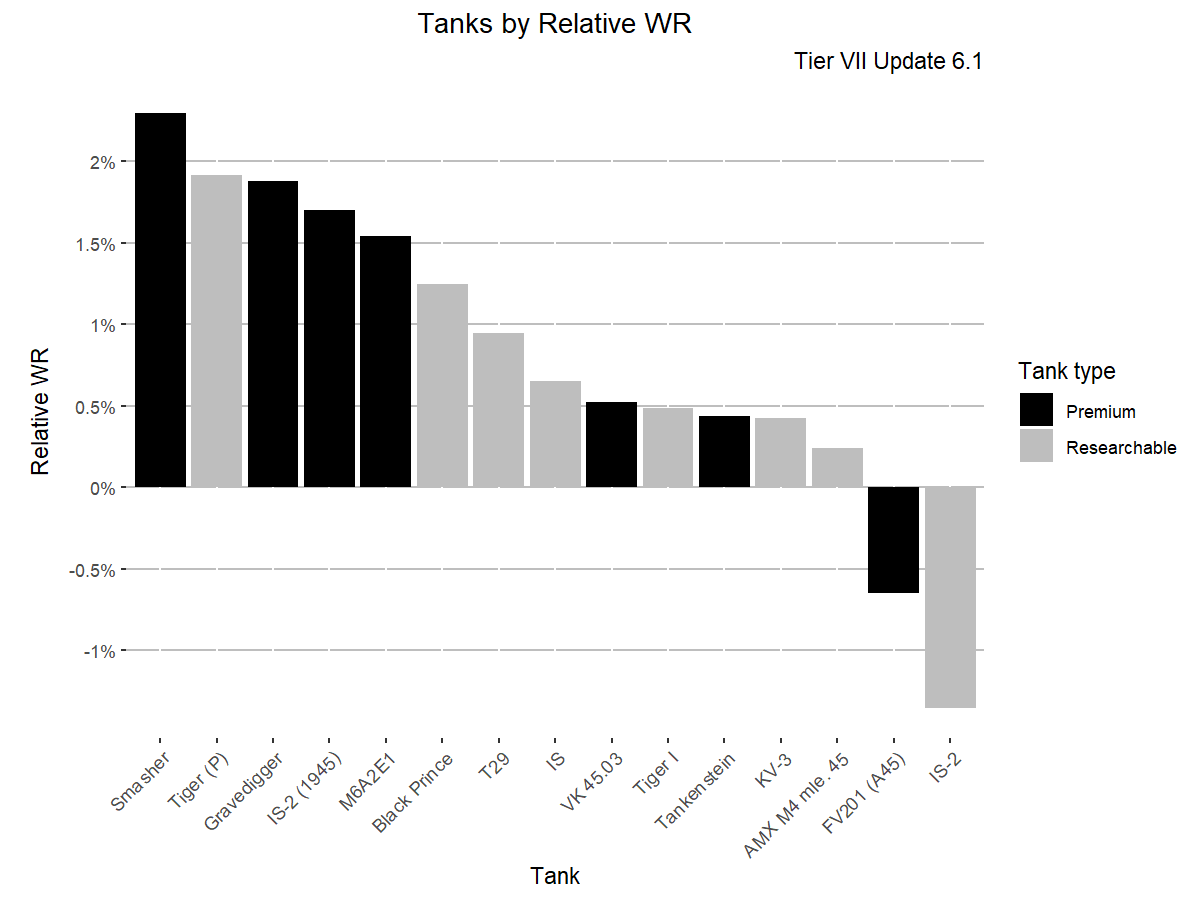 Tanks by Relative WR
Tier VII Update 6.1
2%
1.5%
1%
0.5%
0%
-0.5%
-1%
Relative WR
Smasher
Tiger (P)
Gravedigger
IS-2 (1945)
M6A2E1
Black Prince
T29
IS
VK 45.03
Tiger I
Tankenstein
KV-3
AMX M4 mle. 45
FV201 (A45)
IS-2
Tank
Tank type
Premium
Researchable